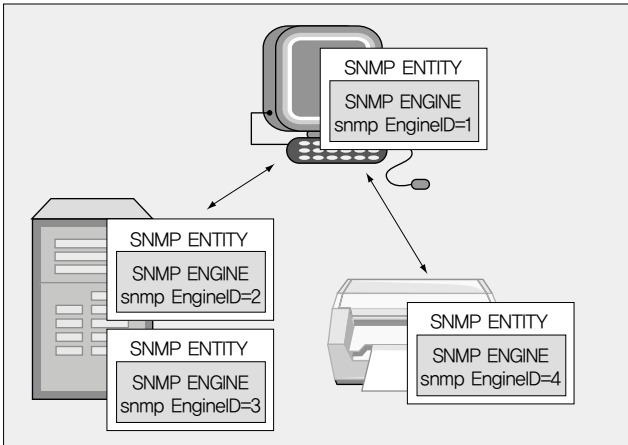 SNMP ENTITY
SNMP ENGINE
snmp EngineID=1
SNMP ENTITY
SNMP ENGINE
snmp EngineID=2
SNMP ENTITY
SNMP ENGINE
snmp EngineID=3
SNMP ENTITY
SNMP ENGINE
snmp EngineID=4